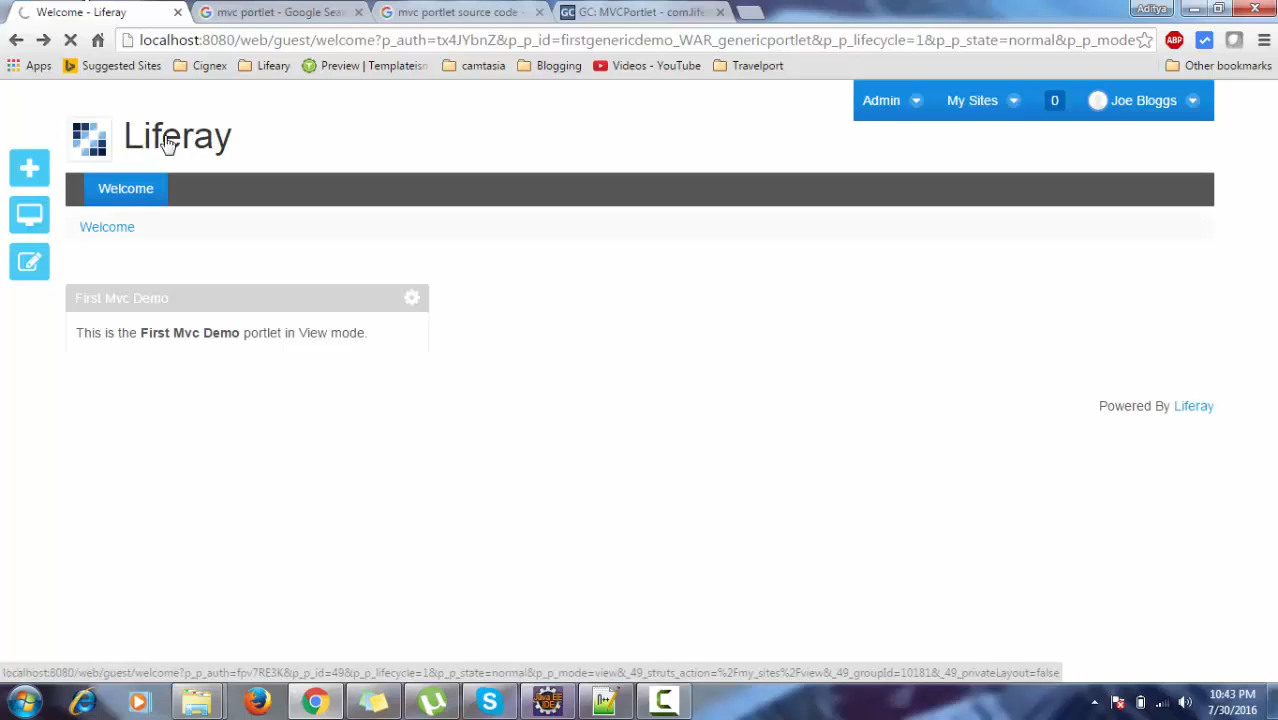 Welcome - Liferay
mvc portlet - Google Sea
mvc portlet source code -
GC: MVCPortlet - com.life
Aditya
localhost:8080/web/guest/welcome?p_auth=tx4JYbnZ&p_p_id=firstgenericdemo_WAR_genericportlet&p_p_lifecycle=1&p_p_state=normal&p_p_mode
ABP
Apps
Suggested Sites
Cignex
Liferay
Preview | Templateism
camtasia
Blogging
Videos - YouTube
Travelport
Other bookmarks
Admin
My Sites
0
Joe Bloggs
Liferay
Welcome
Welcome
First Mvc Demo
This is the First Mvc Demo portlet in View mode.
Powered By Liferay
localhost:8080/web/guest/welcome?p_p_auth=fpv7RE3K&p_p_id=49&p_p_lifecycle=1&p_p_state=normal&p_p_mode=view&_49_struts_action=%2Fmy_sites%2Fview&_49_groupId=10181&_49_privateLayout=false
10:43 PM
7/30/2016